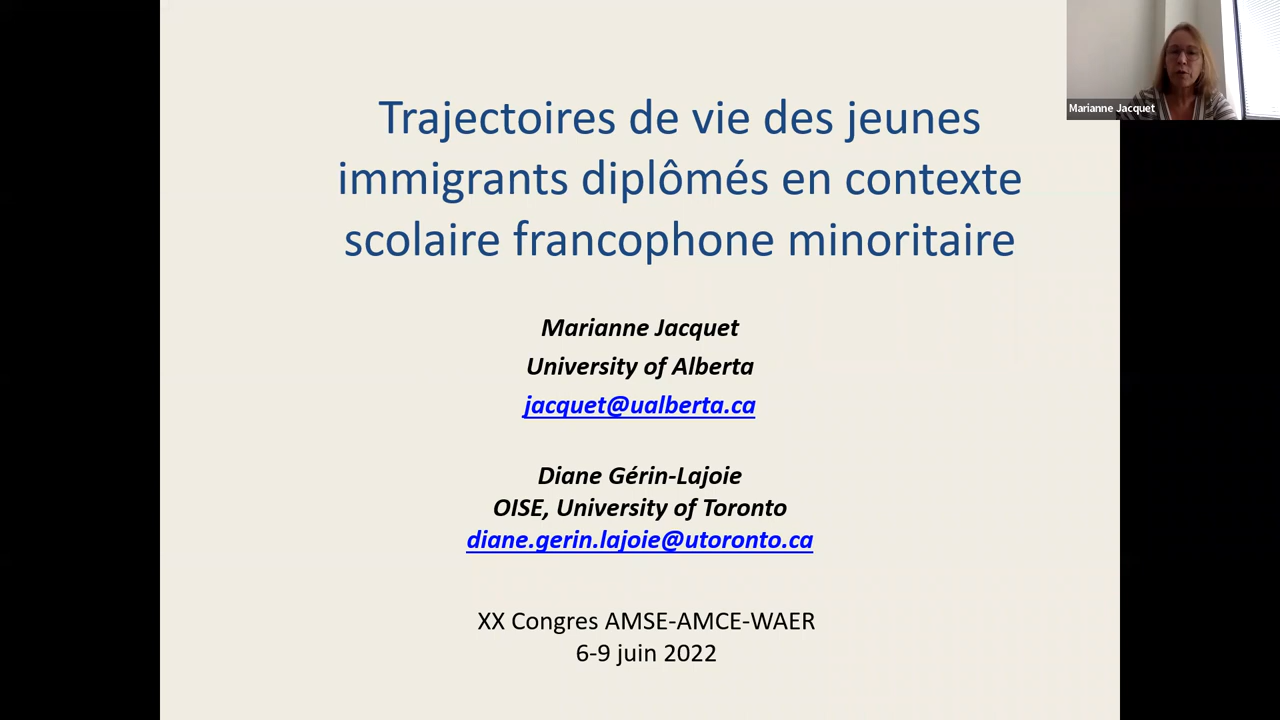 Trajectoires de vie des jeunes
immigrants diplômés en contexte
scolaire francophone minoritaire
Marianne Jacquet
University of Alberta
jacquet@ualberta.ca
Diane Gérin-Lajoie
OISE, University of Toronto
diane.gerin.lajoie@utoronto.ca
XX Congres AMSE-AMCE-WAER
6-9 juin 2022
Marianne Jacquet